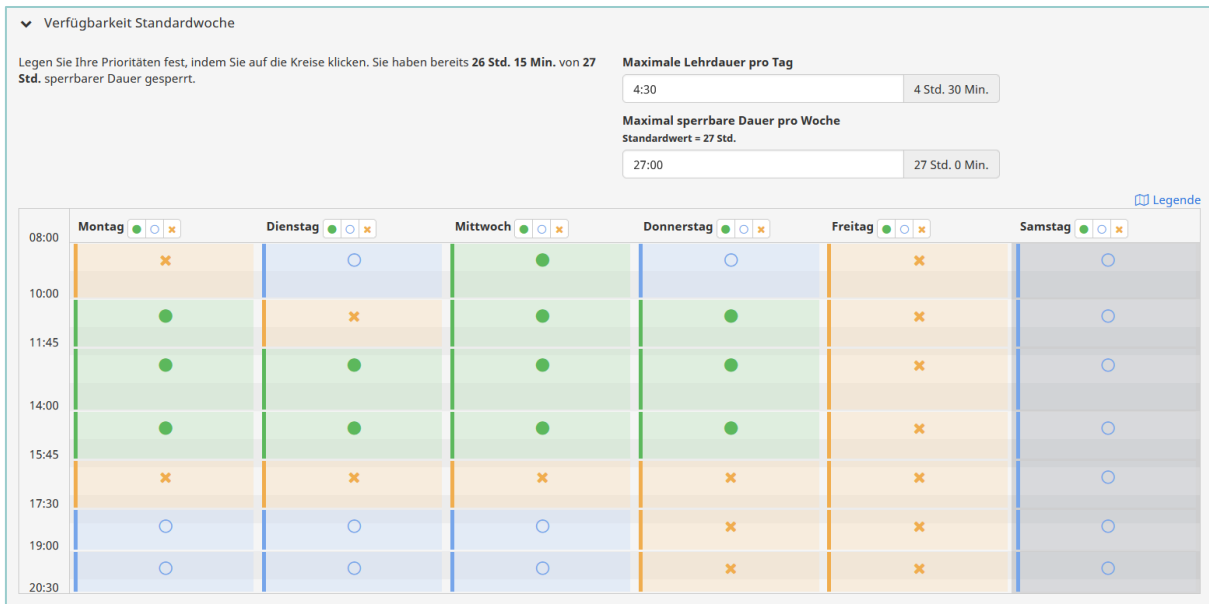 Verfügbarkeit Standardwoche
Legen Sie Ihre Prioritäten fest, indem Sie auf die Kreise klicken. Sie haben bereits 26 Std. 15 Min. von 27
Std. sperrbarer Dauer gesperrt.
Maximale Lehrdauer pro Tag
4:30 4 Std. 30 Min.
Maximal sperrbare Dauer pro Woche
Standardwert = 27 Std.
27:00 27 Std. 0 Min.
Legende
Montag Dienstag Mittwoch Donnerstag Freitag Samstag
08:00
10:00
11:45
14:00
15:45
17:30
19:00
20:30